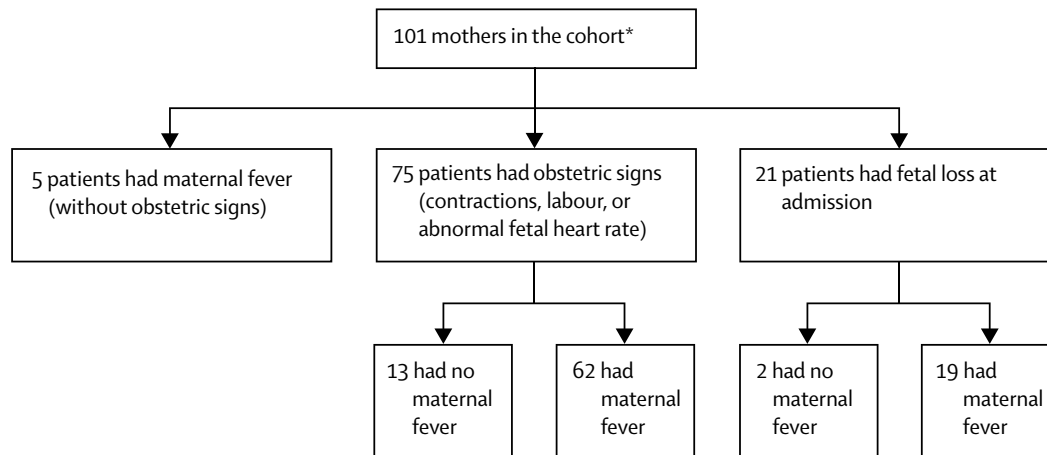 101 mothers in the cohort*
5 patients had maternal fever
(without obstetric signs)
75 patients had obstetric signs
(contractions, labour, or
abnormal fetal heart rate)
21 patients had fetal loss at
admission
13 had no
maternal
fever
62 had
maternal
fever
2 had no
maternal
fever
19 had
maternal
fever